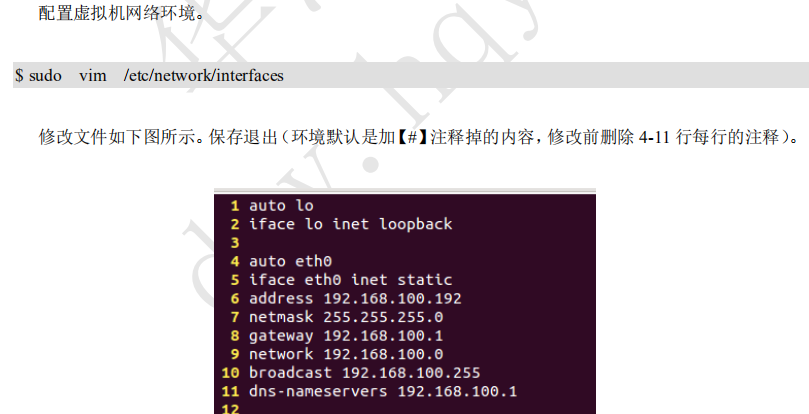 配置虚拟机网络环境。
$ sudo vim /etc/network/interfaces
修改文件如下图所示。保存退出（环境默认是加【#】注释掉的内容，修改前删除 4-11 行每行的注释）。
1 auto lo
2 iface lo inet loopback
3
4 auto eth0
5 iface eth0 inet static
6 address 192.168.100.192
7 netmask 255.255.255.0
8 gateway 192.168.100.1
9 network 192.168.100.0
10 broadcast 192.168.100.255
11 dns-nameservers 192.168.100.1
12